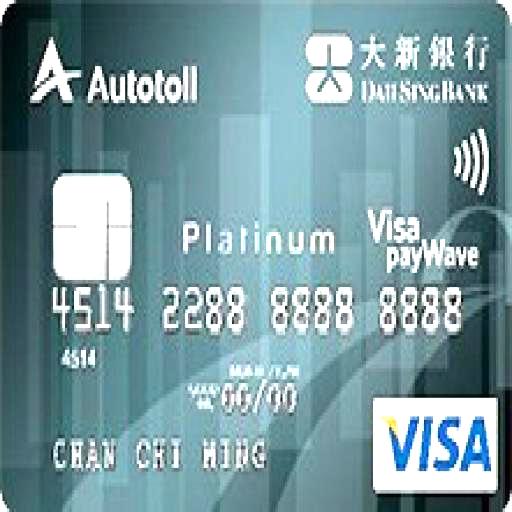 Autotoll
大新銀行
DAH SING BANK
Platinum
Visa
payWave
4514 2288 8888 8888
4514
00/00
CHAN CHI MING
VISA